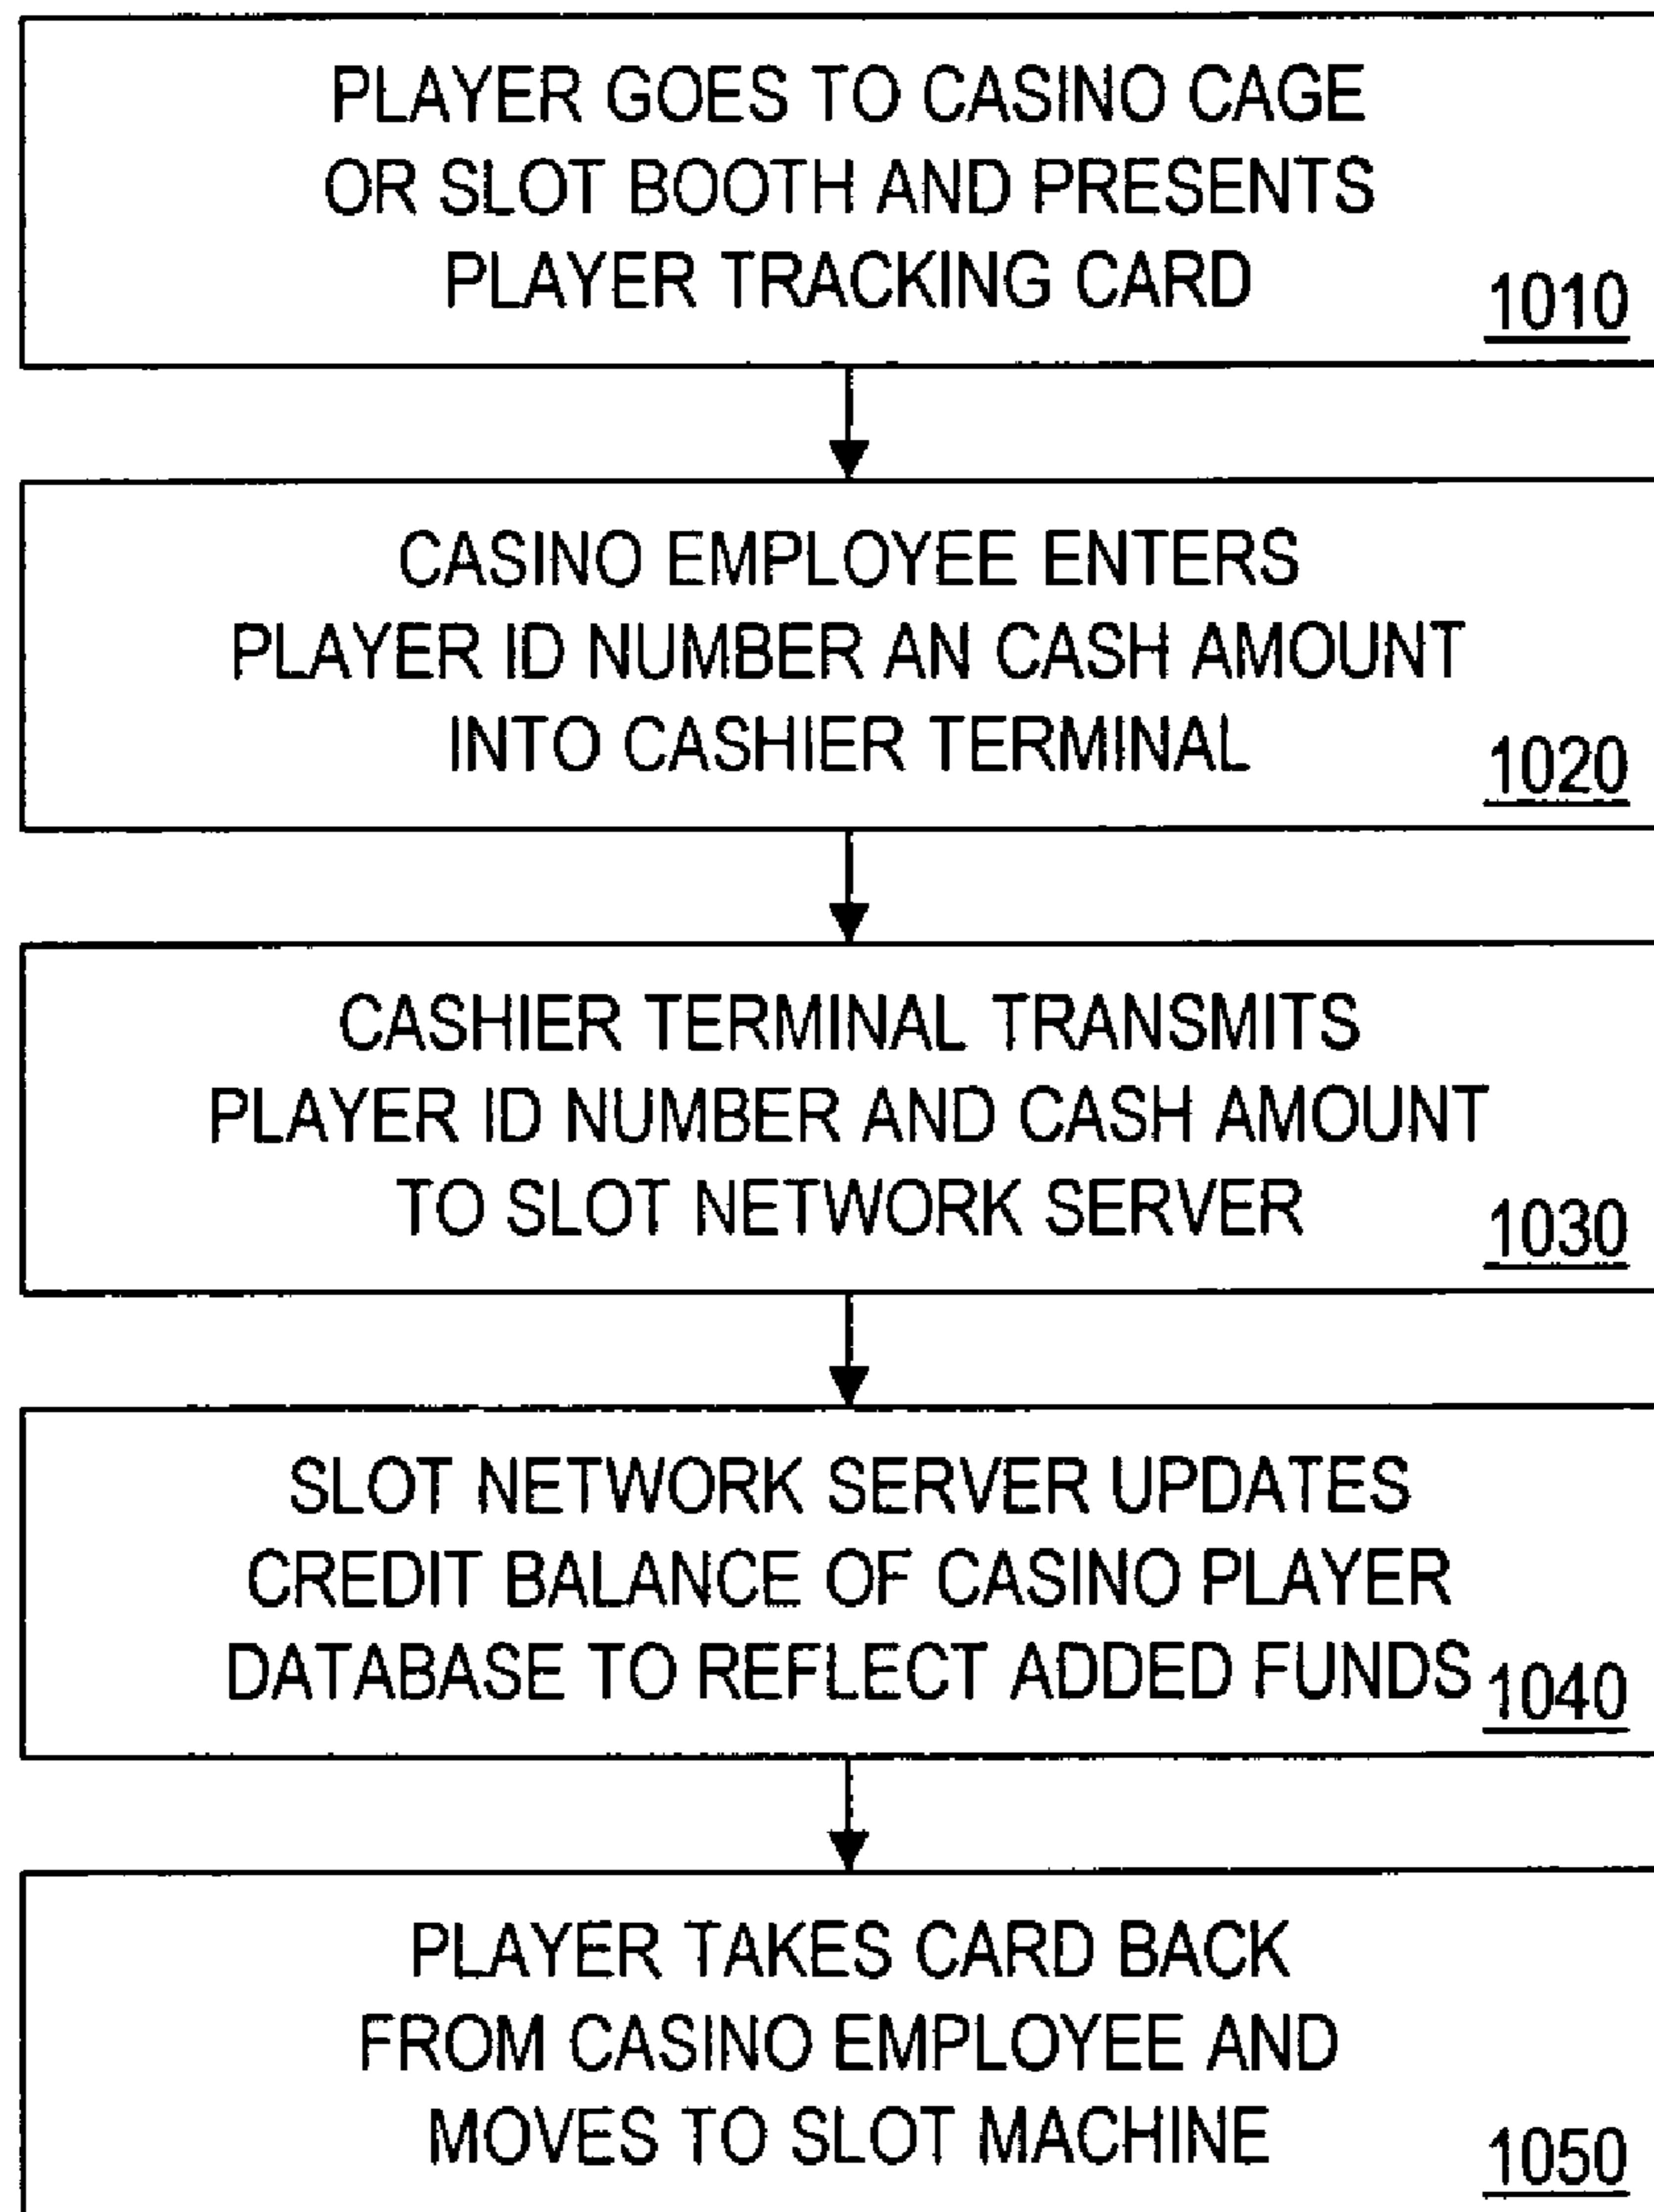 PLAYER GOES TO CASINO CAGE
OR SLOT BOOTH AND PRESENTS
PLAYER TRACKING CARD
1010
CASINO EMPLOYEE ENTERS
PLAYER ID NUMBER AN CASH AMOUNT
INTO CASHIER TERMINAL
1020
CASHIER TERMINAL TRANSMITS
PLAYER ID NUMBER AND CASH AMOUNT
TO SLOT NETWORK SERVER
1030
SLOT NETWORK SERVER UPDATES
CREDIT BALANCE OF CASINO PLAYER
DATABASE TO REFLECT ADDED FUNDS
1040
PLAYER TAKES CARD BACK
FROM CASINO EMPLOYEE AND
MOVES TO SLOT MACHINE
1050